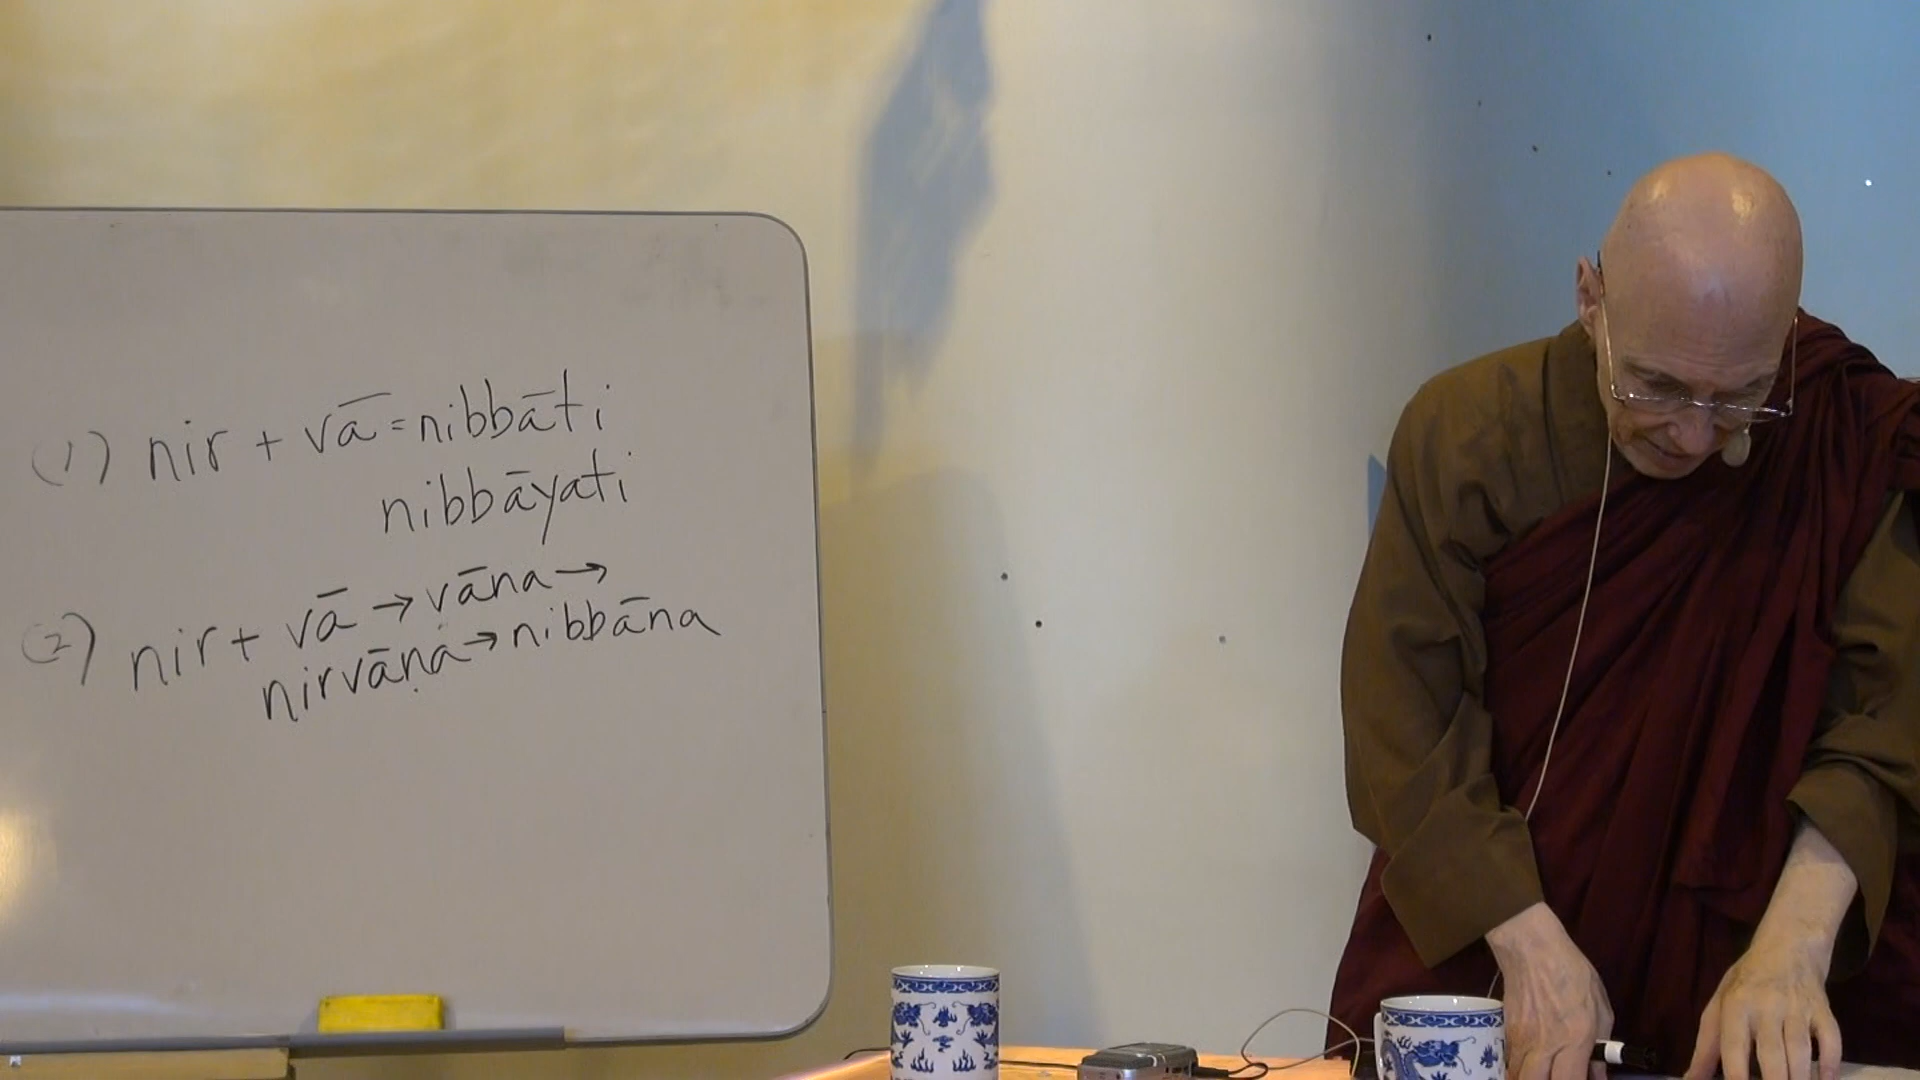 (1) nir + vā = nibbāti
nibbāyati
(2) nir + vā → vāna →
nirvāṇa → nibbāna